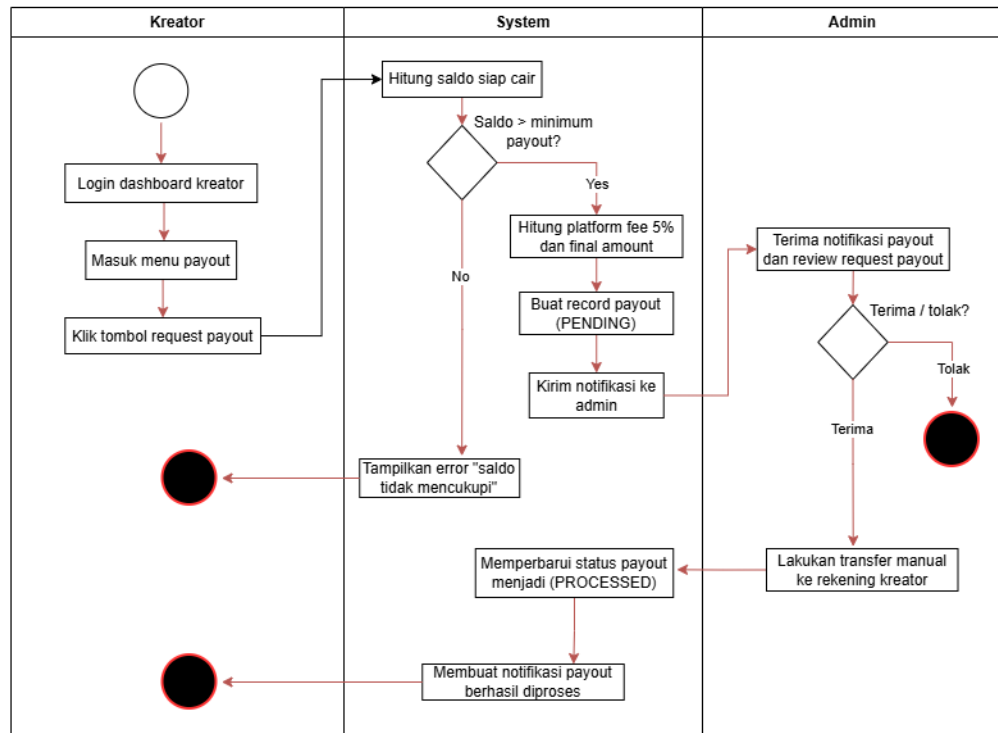 Kreator
System
Admin
Login dashboard kreator
Masuk menu payout
Klik tombol request payout
Hitung saldo siap cair
Saldo > minimum
payout?
Yes
No
Hitung platform fee 5%
dan final amount
Buat record payout
(PENDING)
Kirim notifikasi ke
admin
Terima notifikasi payout
dan review request payout
Terima / tolak?
Tolak
Terima
Tampilkan error "saldo
tidak mencukupi"
Lakukan transfer manual
ke rekening kreator
Memperbarui status payout
menjadi (PROCESSED)
Membuat notifikasi payout
berhasil diproses